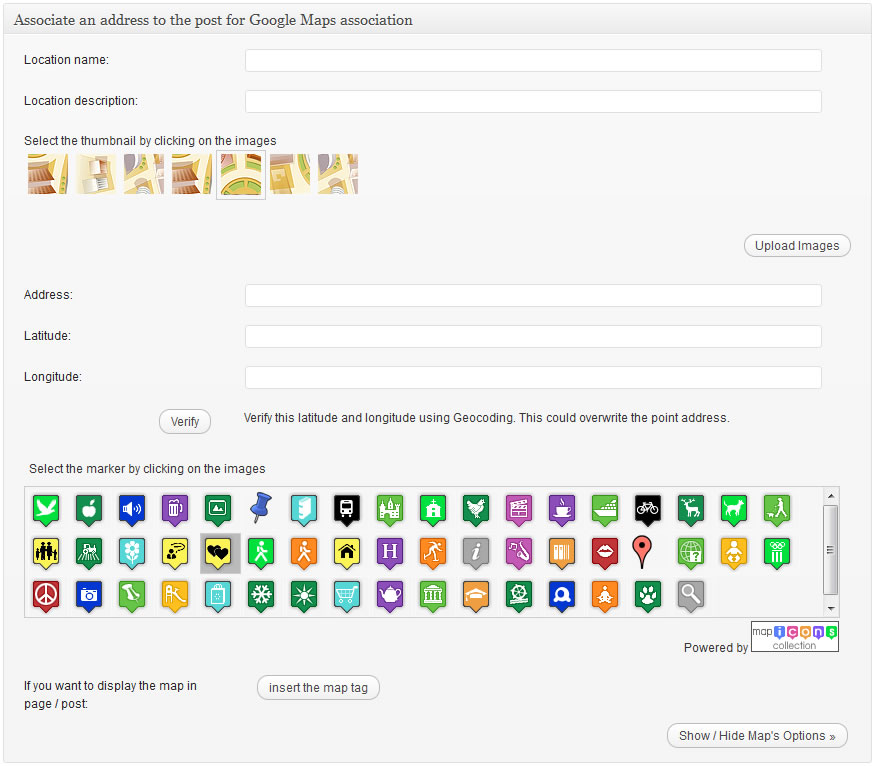 Associate an address to the post for Google Maps association
Location name:
Location description:
Select the thumbnail by clicking on the images
Upload Images
Address:
Latitude:
Longitude:
Verify
Verify this latitude and longitude using Geocoding. This could overwrite the point address.
Select the marker by clicking on the images
H
i
?
Powered by
map icons
collection
If you want to display the map in
page / post:
insert the map tag
Show / Hide Map's Options »